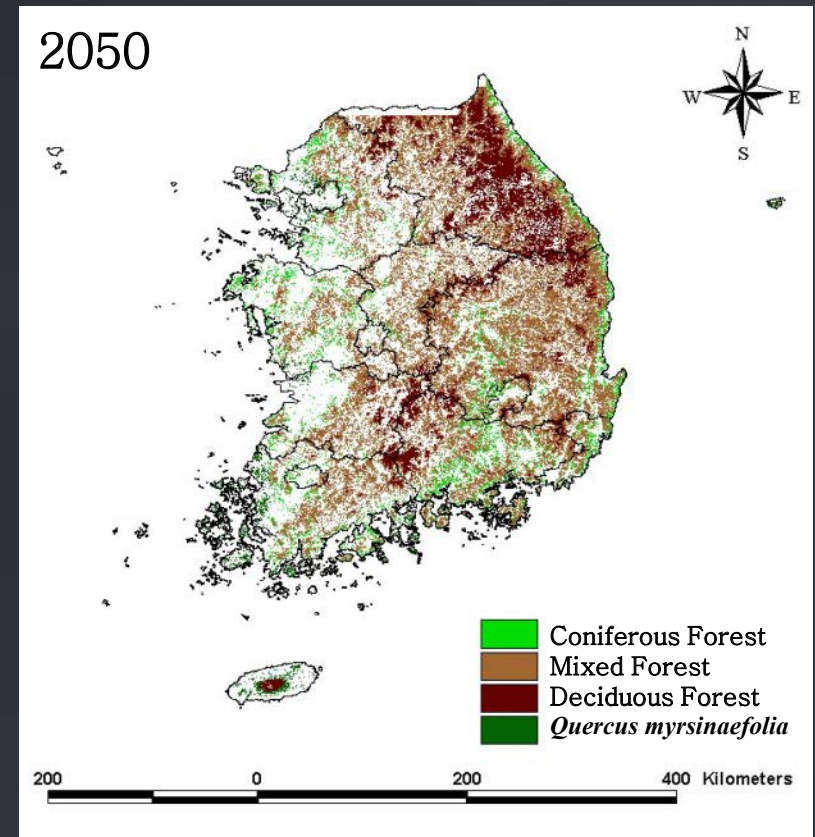 2050
N
W E
S
Coniferous Forest
Mixed Forest
Deciduous Forest
Quercus myrsinaefolia
200 0 200 400 Kilometers